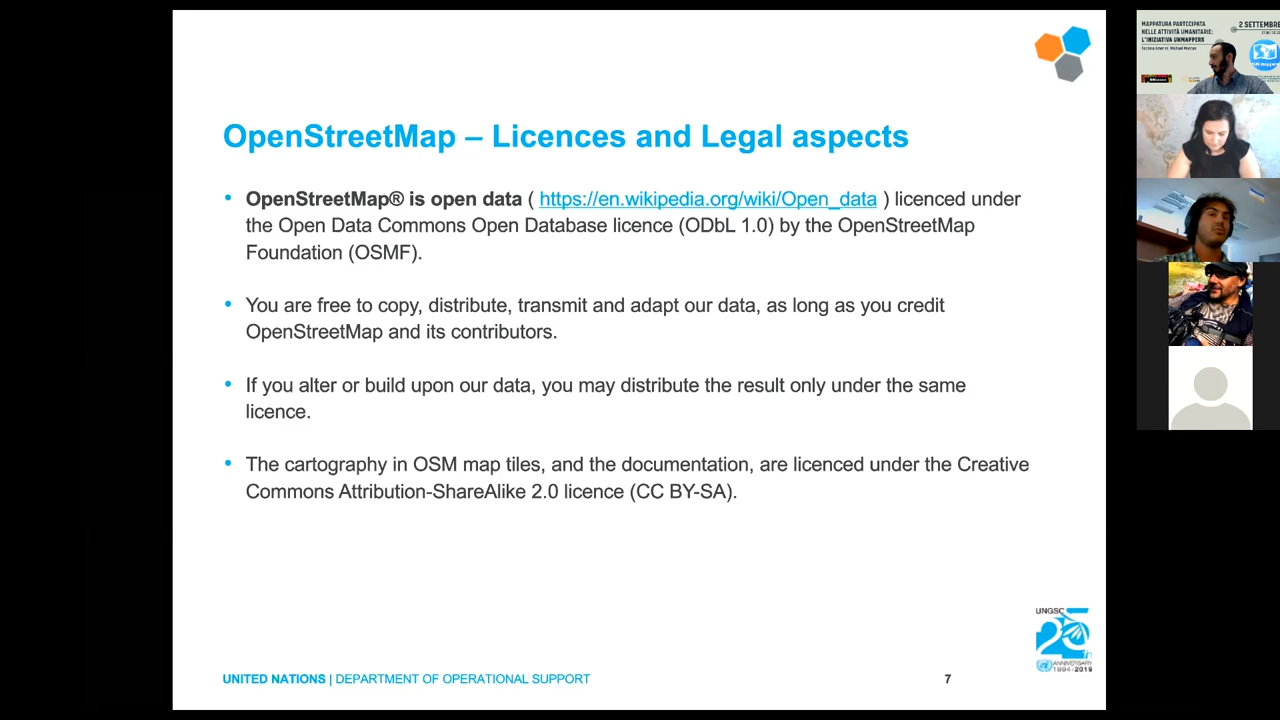 OpenStreetMap – Licences and Legal aspects
• OpenStreetMap® is open data ( https://en.wikipedia.org/wiki/Open_data ) licenced under
the Open Data Commons Open Database licence (ODbL 1.0) by the OpenStreetMap
Foundation (OSMF).
• You are free to copy, distribute, transmit and adapt our data, as long as you credit
OpenStreetMap and its contributors.
• If you alter or build upon our data, you may distribute the result only under the same
licence.
• The cartography in OSM map tiles, and the documentation, are licenced under the Creative
Commons Attribution-ShareAlike 2.0 licence (CC BY-SA).
UNGSC
25th
ANNIVERSARY
1994-2019
UNITED NATIONS | DEPARTMENT OF OPERATIONAL SUPPORT
7
MAPPATURA PARTECIPATA
NELLE ATTIVITÀ UMANITARIE:
L'INIZIATIVA UNMAPPERS
2 SETTEMBRE